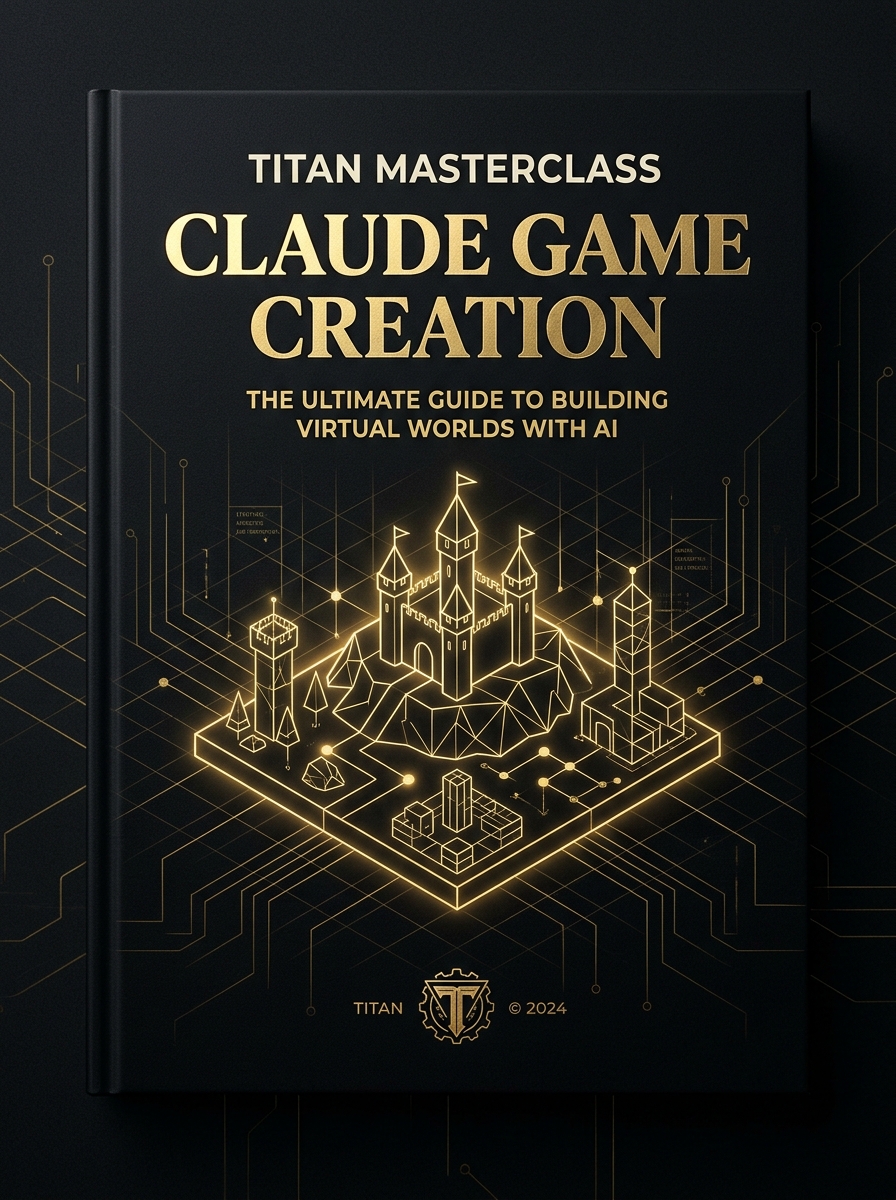 TITAN MASTERCLASS
CLAUDE GAME
CREATION
THE ULTIMATE GUIDE TO BUILDING
VIRTUAL WORLDS WITH AI
TITAN
© 2024